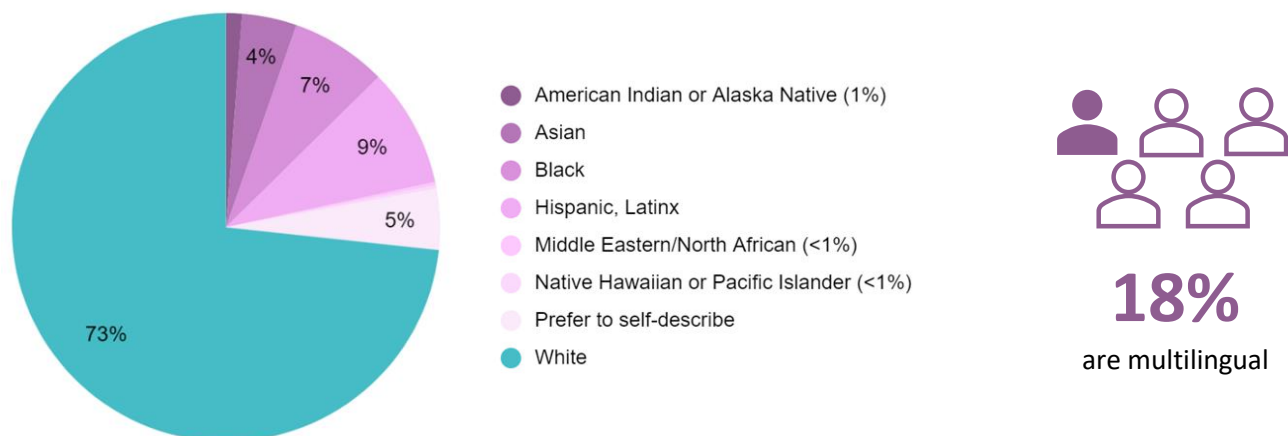 4%
7%
9%
5%
73%
American Indian or Alaska Native (1%)
Asian
Black
Hispanic, Latinx
Middle Eastern/North African (<1%)
Native Hawaiian or Pacific Islander (<1%)
Prefer to self-describe
White
18%
are multilingual